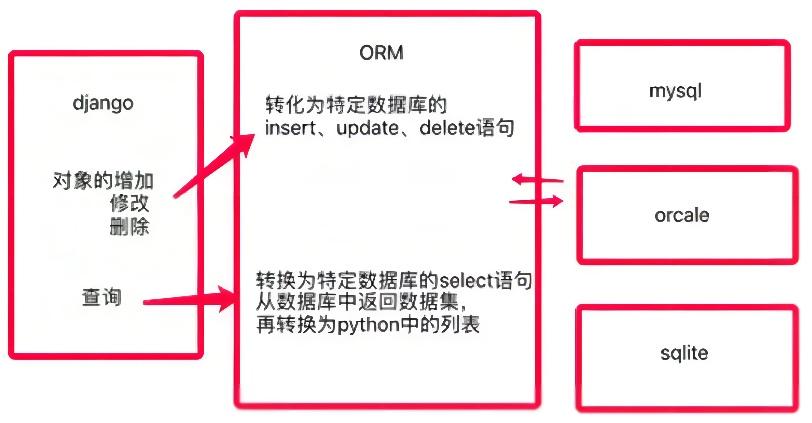 django
对象的增加
修改
删除
查询
ORM
转化为特定数据库的
insert、update、delete语句
转换为特定数据库的select语句
从数据库中返回数据集，
再转换为python中的列表
mysql
orcale
sqlite